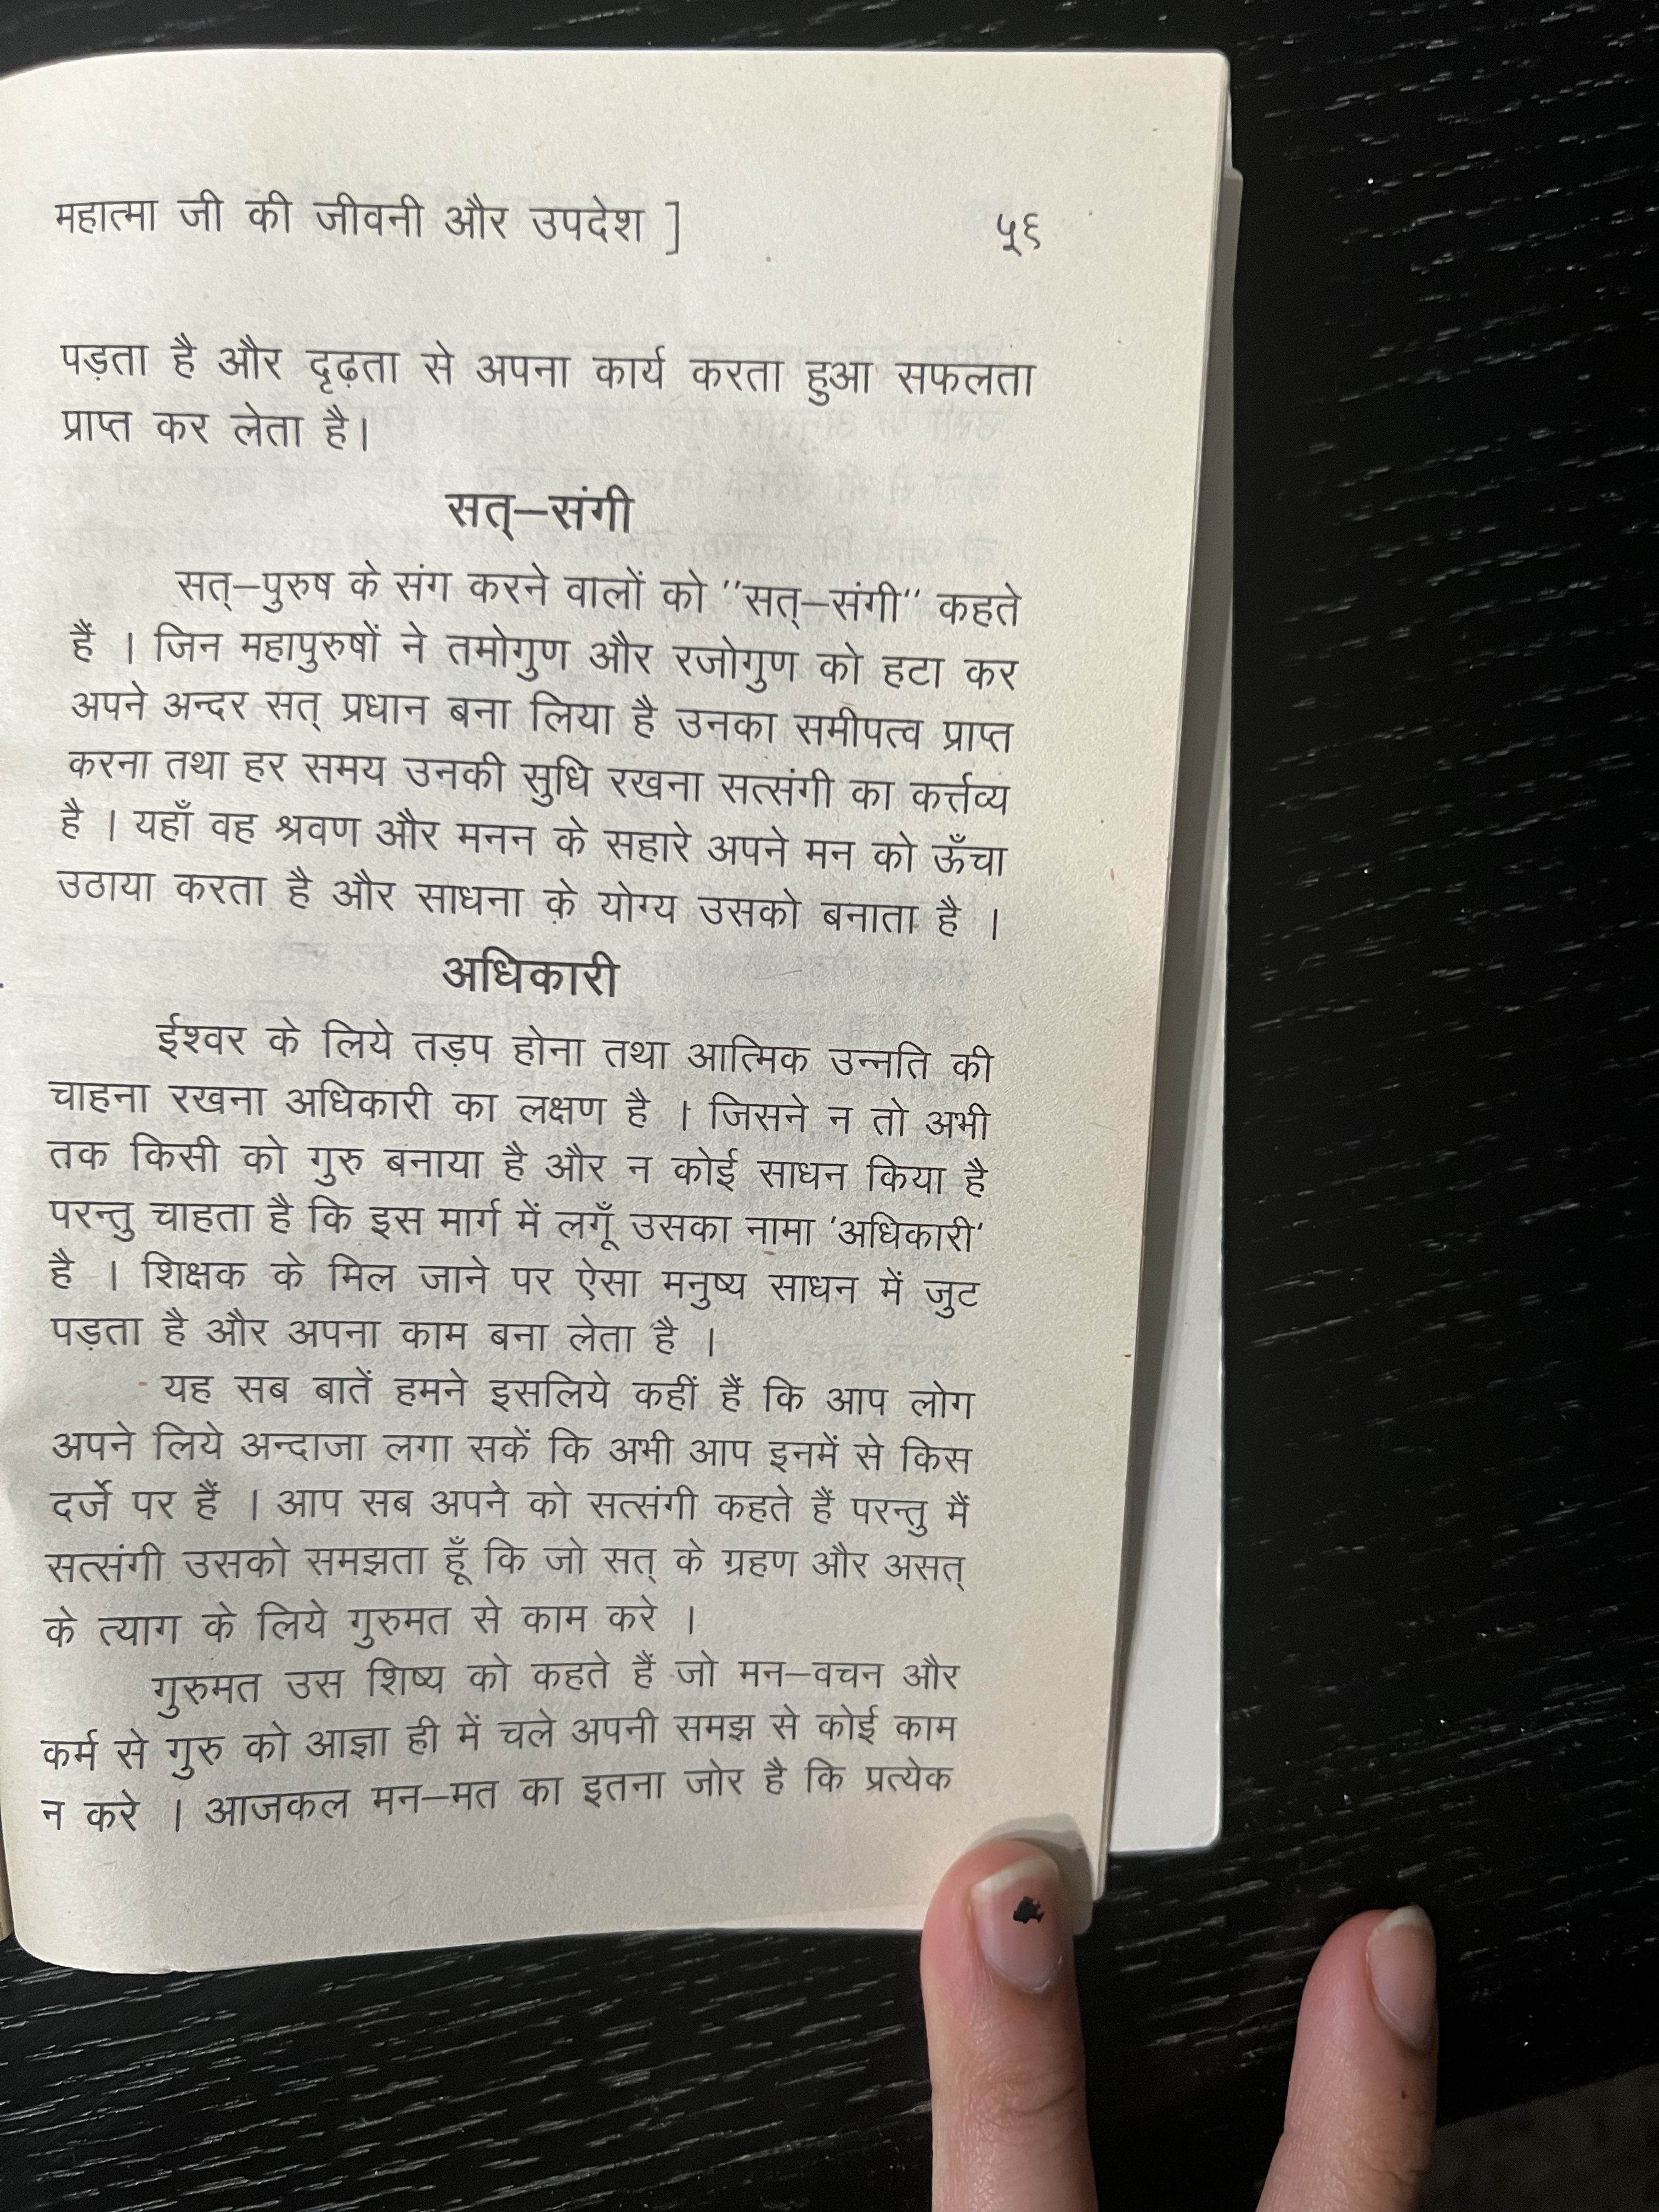 महात्मा जी की जीवनी और उपदेश ] ५६
पड़ता है और दृढ़ता से अपना कार्य करता हुआ सफलता
प्राप्त कर लेता है।
सत्–संगी
सत्–पुरुष के संग करने वालों को ''सत्–संगी'' कहते
हैं । जिन महापुरुषों ने तमोगुण और रजोगुण को हटा कर
अपने अन्दर सत् प्रधान बना लिया है उनका समीपत्व प्राप्त
करना तथा हर समय उनकी सुधि रखना सत्संगी का कर्त्तव्य
है । यहाँ वह श्रवण और मनन के सहारे अपने मन को ऊँचा
उठाया करता है और साधना के योग्य उसको बनाता है ।
अधिकारी
ईश्वर के लिये तड़प होना तथा आत्मिक उन्नति की
चाहना रखना अधिकारी का लक्षण है । जिसने न तो अभी
तक किसी को गुरु बनाया है और न कोई साधन किया है
परन्तु चाहता है कि इस मार्ग में लगूँ उसका नामा 'अधिकारी'
है । शिक्षक के मिल जाने पर ऐसा मनुष्य साधन में जुट
पड़ता है और अपना काम बना लेता है ।
यह सब बातें हमने इसलिये कहीं हैं कि आप लोग
अपने लिये अन्दाजा लगा सकें कि अभी आप इनमें से किस
दर्जे पर हैं । आप सब अपने को सत्संगी कहते हैं परन्तु मैं
सत्संगी उसको समझता हूँ कि जो सत् के ग्रहण और असत्
के त्याग के लिये गुरुमत से काम करे ।
गुरुमत उस शिष्य को कहते हैं जो मन–वचन और
कर्म से गुरु को आज्ञा ही में चले अपनी समझ से कोई काम
न करे । आजकल मन–मत का इतना जोर है कि प्रत्येक